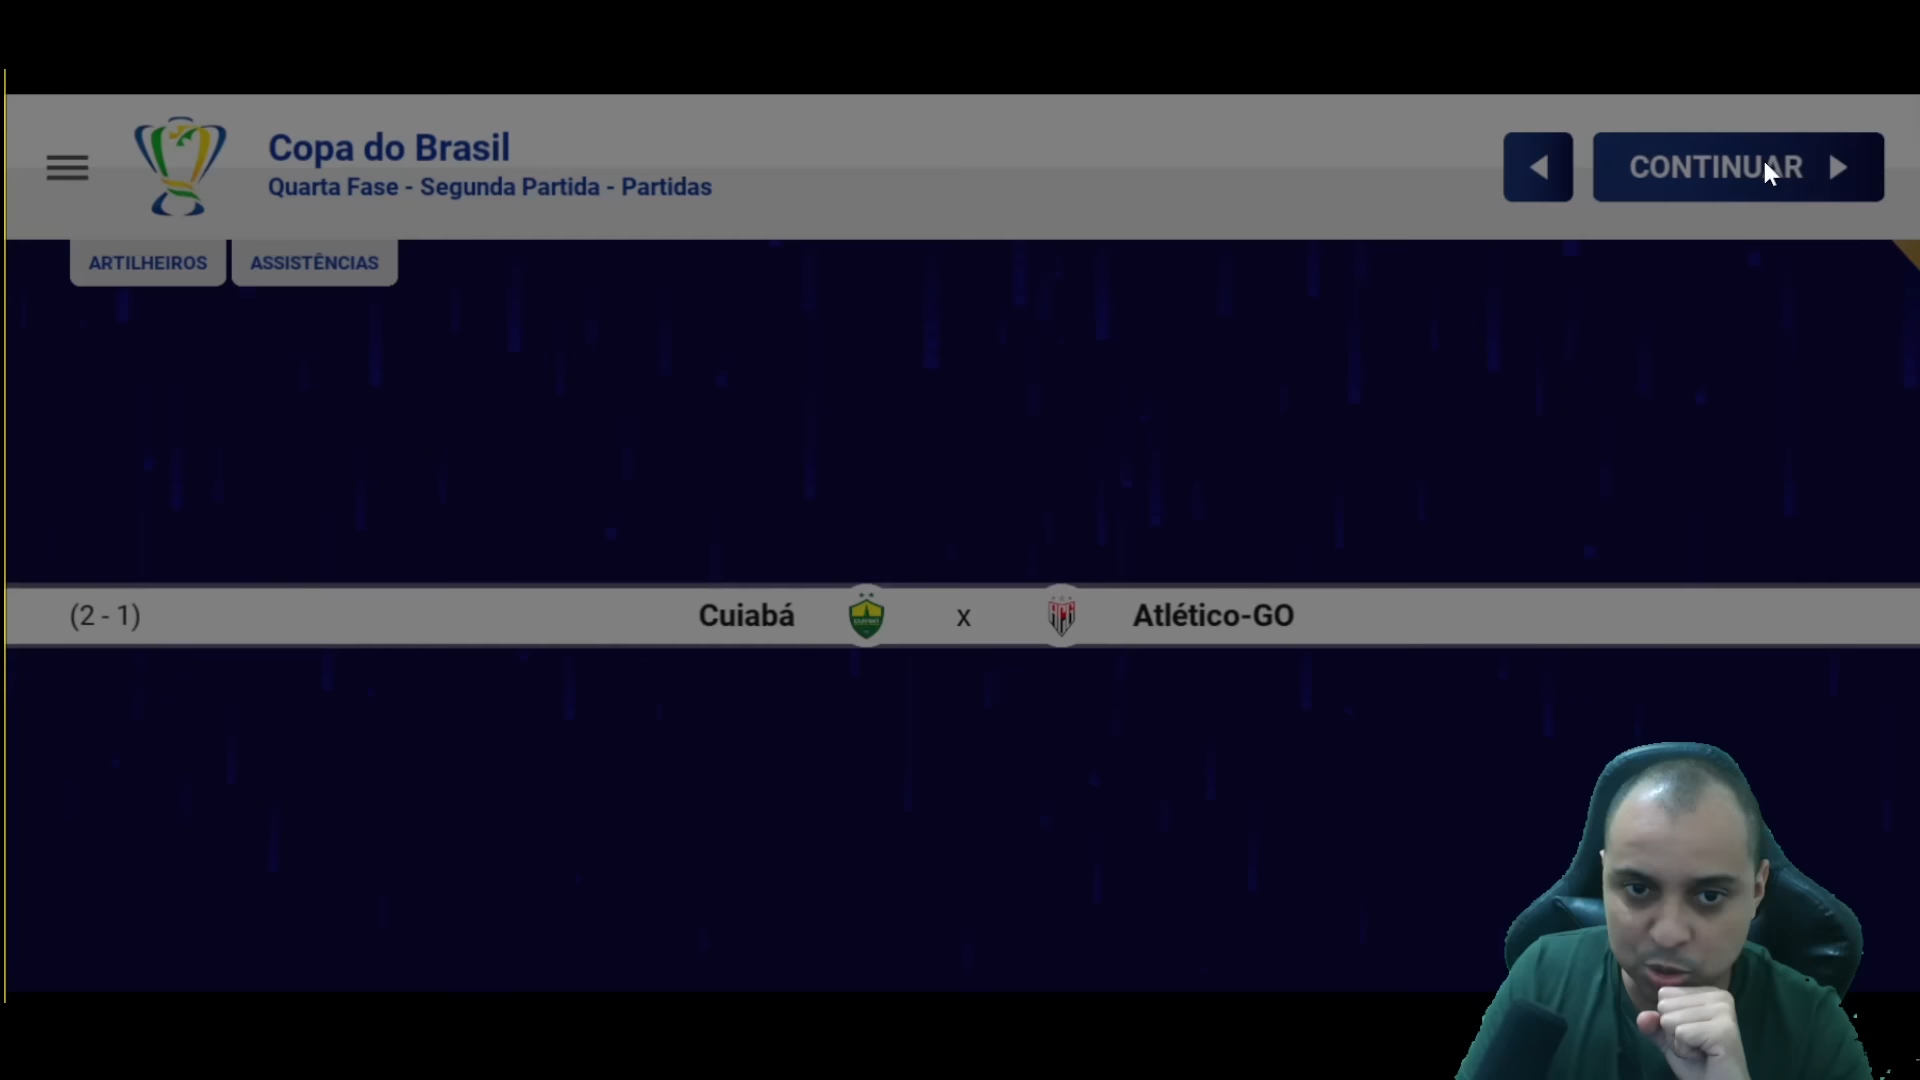 Copa do Brasil
Quarta Fase - Segunda Partida - Partidas
CONTINUAR
ARTILHEIROS
ASSISTÊNCIAS
(2 - 1) Cuiabá x Atlético-GO